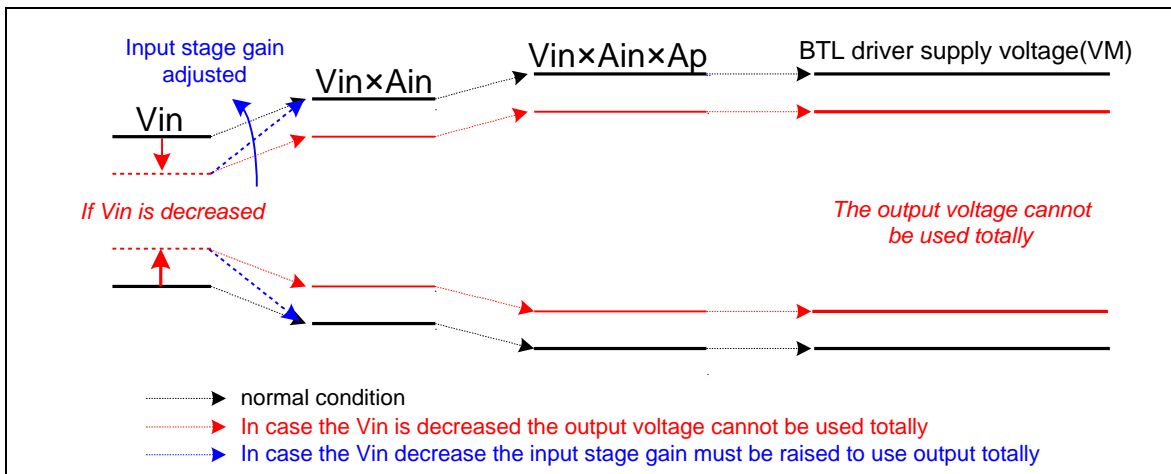 Input stage gain
adjusted
Vin
Vin×Ain
Vin×Ain×Ap
BTL driver supply voltage(VM)
If Vin is decreased
The output voltage cannot
be used totally
normal condition
In case the Vin is decreased the output voltage cannot be used totally
In case the Vin decrease the input stage gain must be raised to use output totally